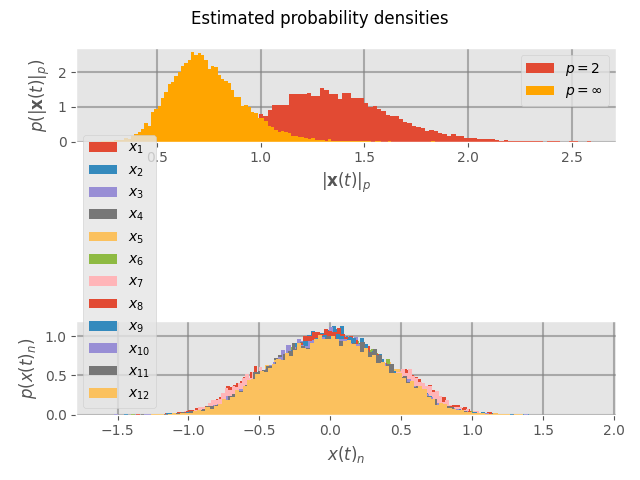 Estimated probability densities
p(|x(t)|ₚ
2
1
0
p = 2
p = ∞
0.5 1.0 1.5 2.0 2.5
|x(t)|ₚ
x₁
x₂
x₃
x₄
x₅
x₆
x₇
x₈
x₉
x₁₀
x₁₁
x₁₂
p(x(t)ₙ
1.0
0.5
0.0
−1.5 −1.0 −0.5 0.0 0.5 1.0 1.5 2.0
x(t)ₙ